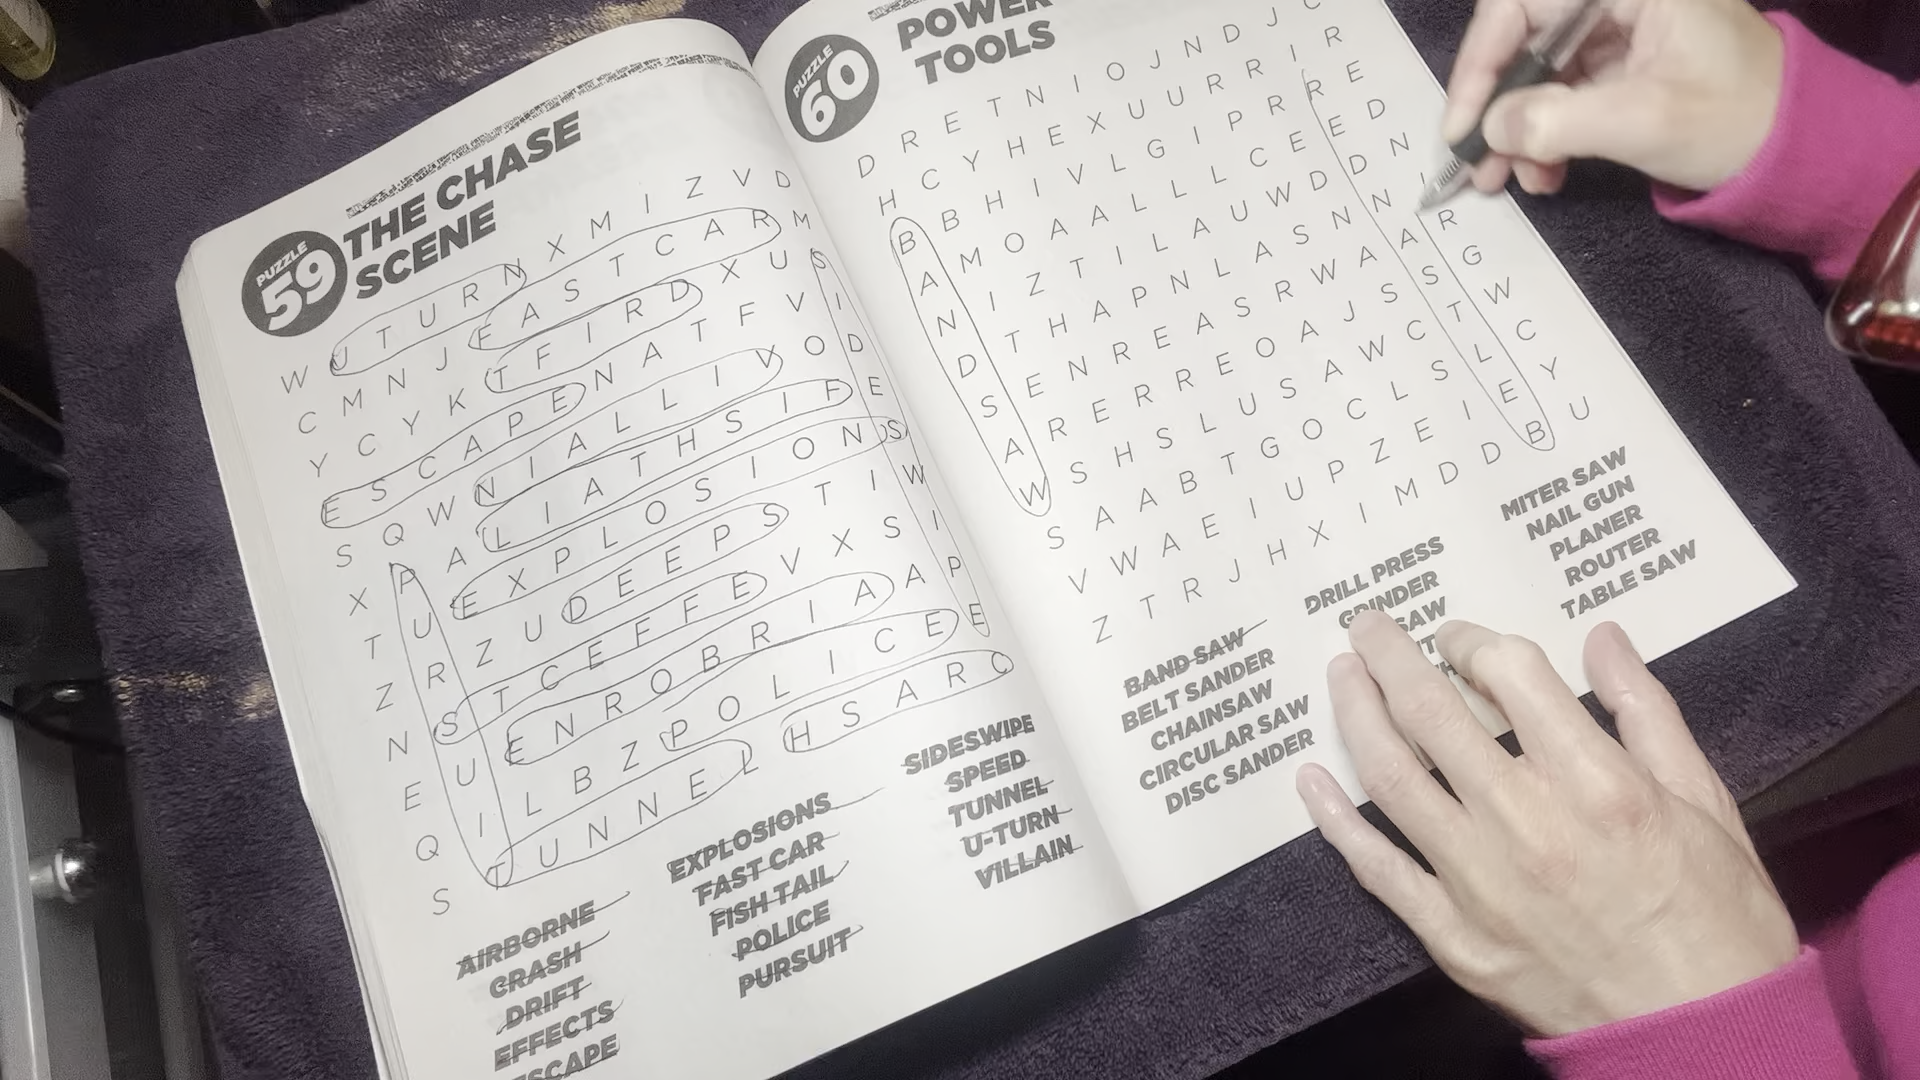 PUZZLE 59
THE CHASE
SCENE
W U T U R N X M I Z V D
C M N J F A S T C A R M
Y C Y K T F I R D X U S
E S C A P E N A T F V I
S Q W N I A L L I V O D
X P A L I A T H S I F E
T U E X P L O S I O N S
Z R Z U D E E P S T I W
N S T C E F F E V X S I
E U E N R O B R I A A P
Q I L B Z P O L I C E E
S T U N N E L H S A R C
AIRBORNE
CRASH
DRIFT
EFFECTS
ESCAPE
EXPLOSIONS
FAST CAR
FISH TAIL
POLICE
PURSUIT
SIDESWIPE
SPEED
TUNNEL
U-TURN
VILLAIN
PUZZLE 60
POWER
TOOLS
D R E T N I O J N D J C
H C Y H E X U U R R I R
B B H I V L G I P R R E
A M O A A L L L C E E D
N I Z T I L A U W D D N
D T H A P N L A S N N I
S E N R E A S R W A A R
A R E R R E O A J S S G
W S H S L U S A W C T W
S A A B T G O C L S L C
V W A E I U P Z E I E Y
Z T R J H X I M D D B U
BAND SAW
BELT SANDER
CHAINSAW
CIRCULAR SAW
DISC SANDER
DRILL PRESS
GRINDER
SAW
MITER SAW
NAIL GUN
PLANER
ROUTER
TABLE SAW